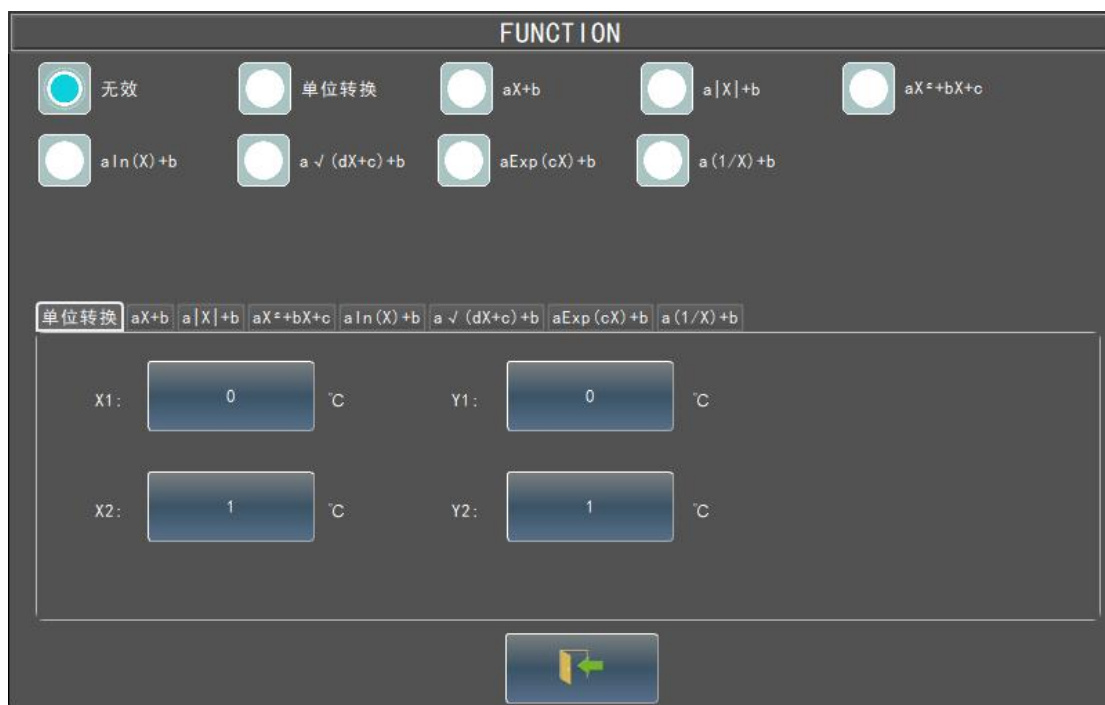 FUNCTION
无效 单位转换 aX+b a|X|+b aX²+bX+c
aln(X)+b a√(dX+c)+b aExp(cX)+b a(1/X)+b
单位转换 aX+b a|X|+b aX²+bX+c aln(X)+b a√(dX+c)+b aExp(cX)+b a(1/X)+b
X1: 0 ℃ Y1: 0 ℃
X2: 1 ℃ Y2: 1 ℃